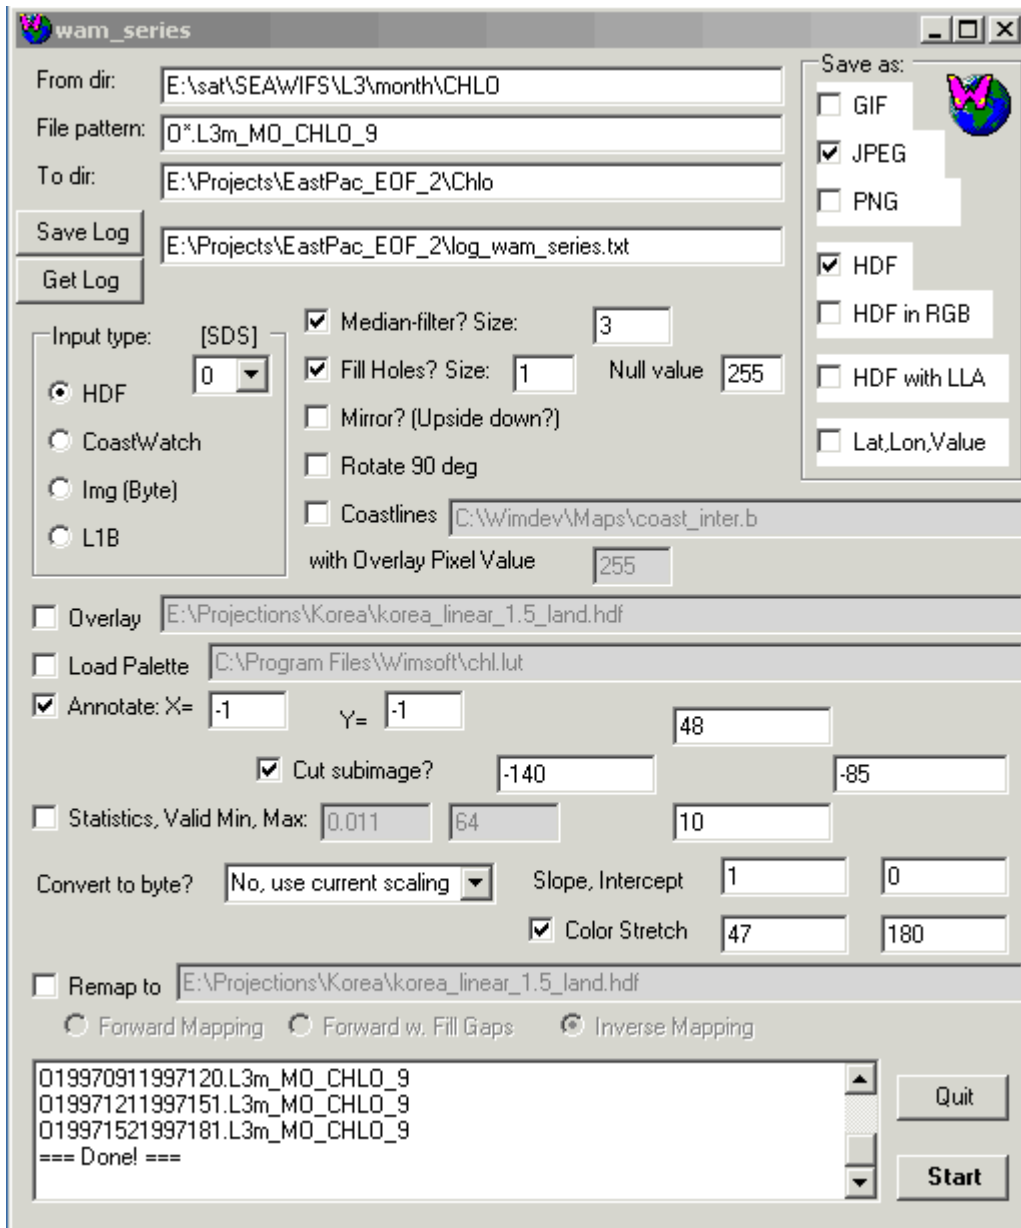 wam_series
From dir: E:\sat\SEAWIFS\L3\month\CHLO
File pattern: O*.L3m_MO_CHLO_9
To dir: E:\Projects\EastPac_EOF_2\Chlo
Save Log
E:\Projects\EastPac_EOF_2\log_wam_series.txt
Get Log
Save as:
GIF
JPEG
PNG
HDF
HDF in RGB
HDF with LLA
Lat,Lon,Value
Input type: [SDS]
0
HDF
CoastWatch
Img (Byte)
L1B
Median-filter? Size: 3
Fill Holes? Size: 1 Null value 255
Mirror? (Upside down?)
Rotate 90 deg
Coastlines C:\Wimdev\Maps\coast_inter.b
with Overlay Pixel Value 255
Overlay E:\Projections\Korea\korea_linear_1.5_land.hdf
Load Palette C:\Program Files\Wimsoft\chl.lut
Annotate: X= -1 Y= -1
48
Cut subimage? -140 -85
Statistics, Valid Min, Max: 0.011 64 10
Convert to byte? No, use current scaling Slope, Intercept 1 0
Color Stretch 47 180
Remap to E:\Projections\Korea\korea_linear_1.5_land.hdf
Forward Mapping Forward w. Fill Gaps Inverse Mapping
O19970911997120.L3m_MO_CHLO_9
O19971211997151.L3m_MO_CHLO_9
O19971521997181.L3m_MO_CHLO_9
=== Done! ===
Quit
Start